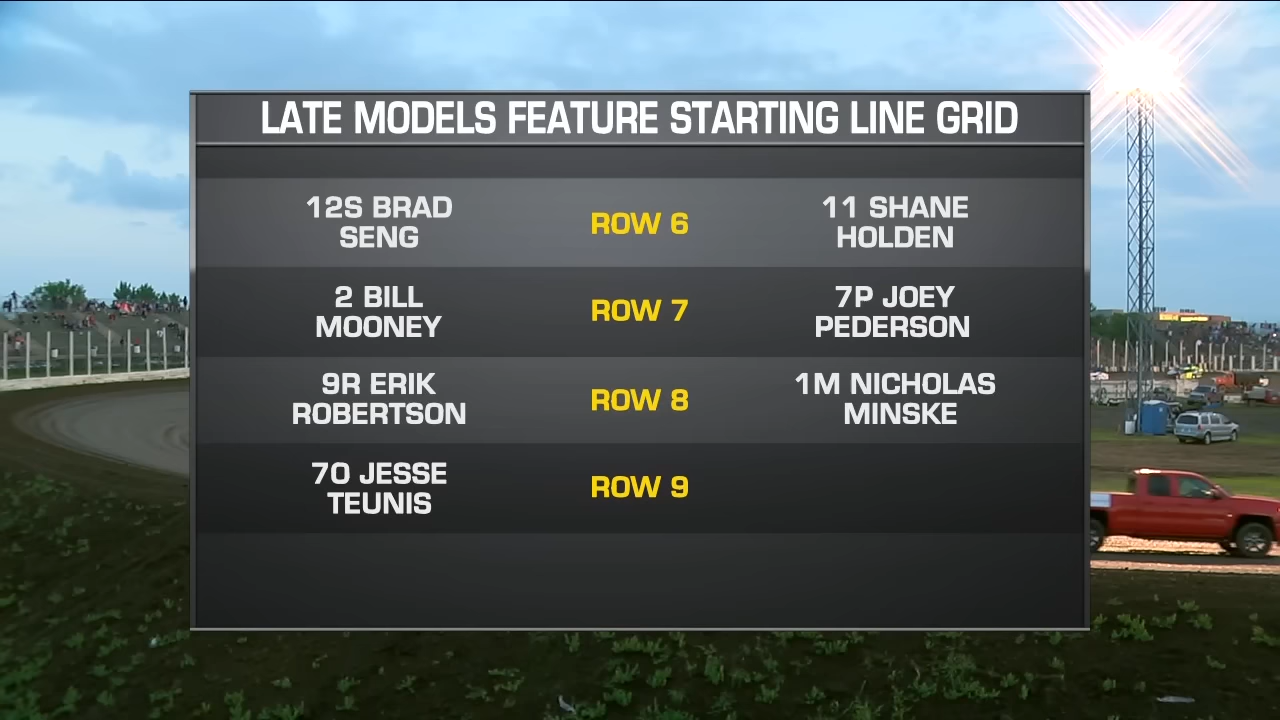 LATE MODELS FEATURE STARTING LINE GRID
12S BRAD
SENG
ROW 6
11 SHANE
HOLDEN
2 BILL
MOONEY
ROW 7
7P JOEY
PEDERSON
9R ERIK
ROBERTSON
ROW 8
1M NICHOLAS
MINSKE
70 JESSE
TEUNIS
ROW 9